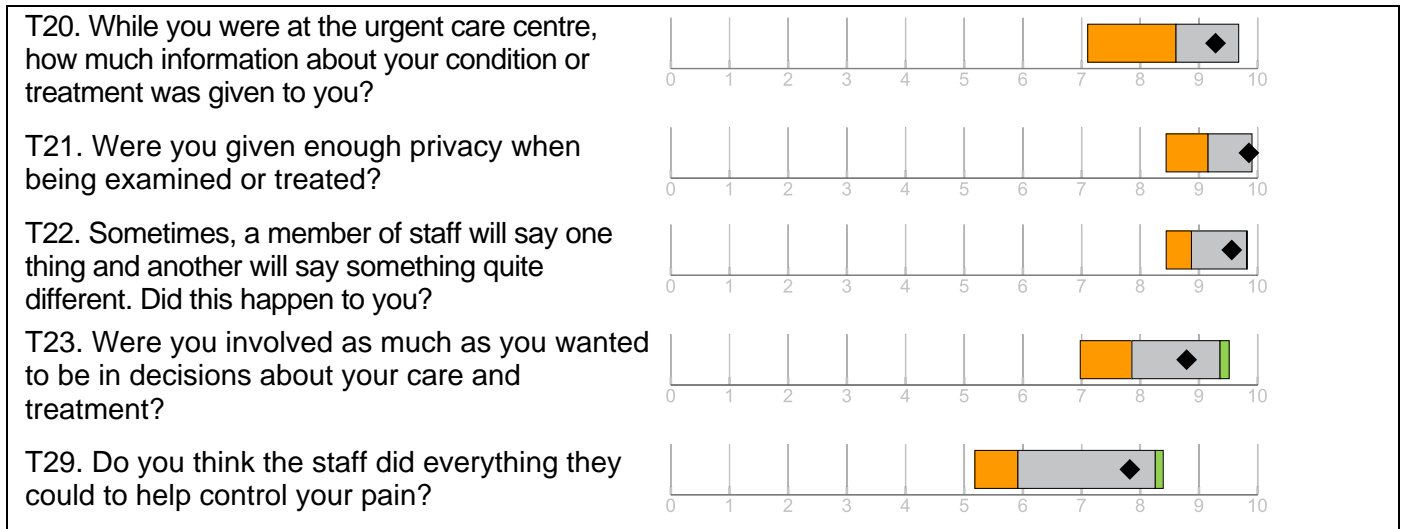 T20. While you were at the urgent care centre,
how much information about your condition or
treatment was given to you?
0 1 2 3 4 5 6 7 8 9 10
T21. Were you given enough privacy when
being examined or treated?
0 1 2 3 4 5 6 7 8 9 10
T22. Sometimes, a member of staff will say one
thing and another will say something quite
different. Did this happen to you?
0 1 2 3 4 5 6 7 8 9 10
T23. Were you involved as much as you wanted
to be in decisions about your care and
treatment?
0 1 2 3 4 5 6 7 8 9 10
T29. Do you think the staff did everything they
could to help control your pain?
0 1 2 3 4 5 6 7 8 9 10